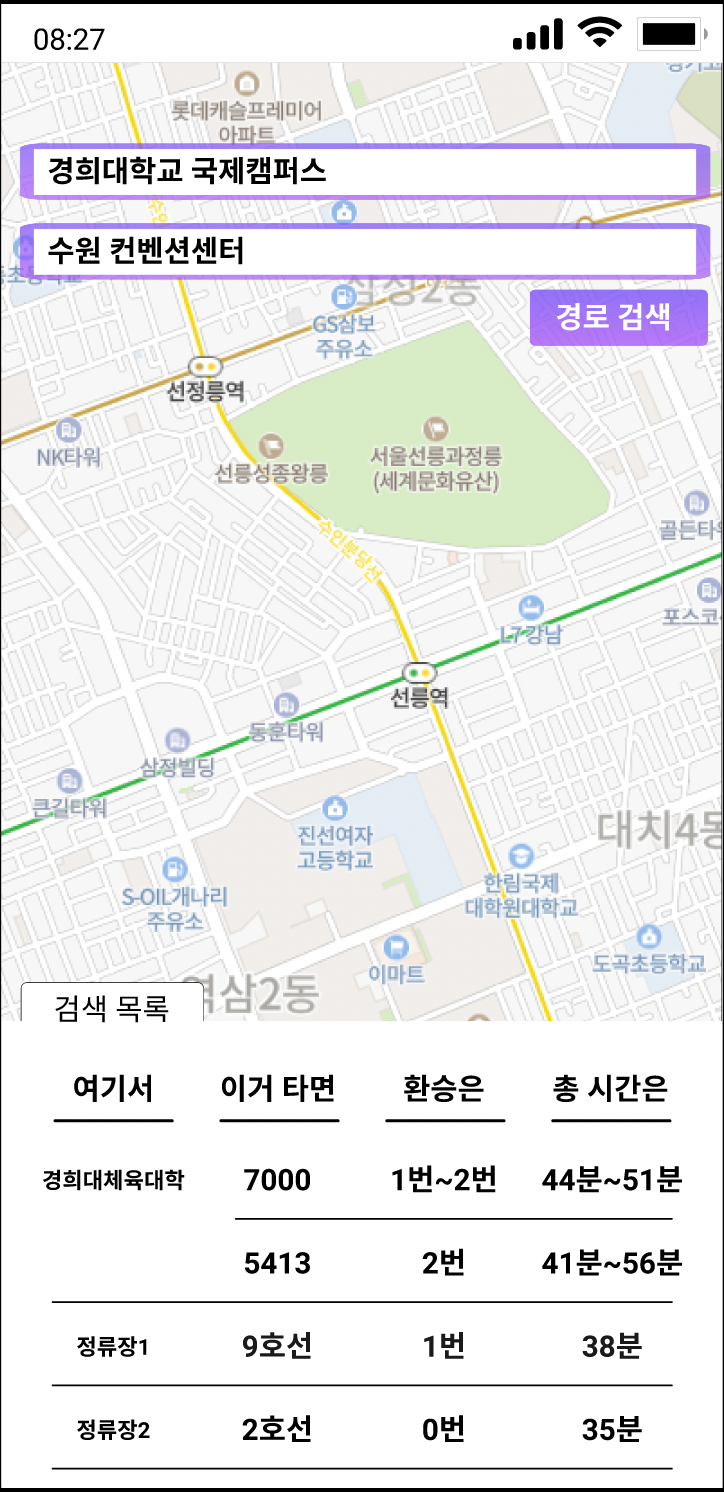 08:27
롯데캐슬프레미어
아파트
경희대학교 국제캠퍼스
수원 컨벤션센터
삼성2동
경로 검색
GS삼보
주유소
선정릉역
NK타워
선릉성종왕릉
서울선릉과정릉
(세계문화유산)
골든타워
수인분당선
포스코
L7강남
선릉역
동훈타워
삼정빌딩
큰길타워
진선여자
고등학교
대치4동
한림국제
대학원대학교
S-OIL개나리
주유소
이마트
도곡초등학교
역삼2동
검색 목록
여기서 이거 타면 환승은 총 시간은
경희대체육대학 7000 1번~2번 44분~51분
5413 2번 41분~56분
정류장1 9호선 1번 38분
정류장2 2호선 0번 35분